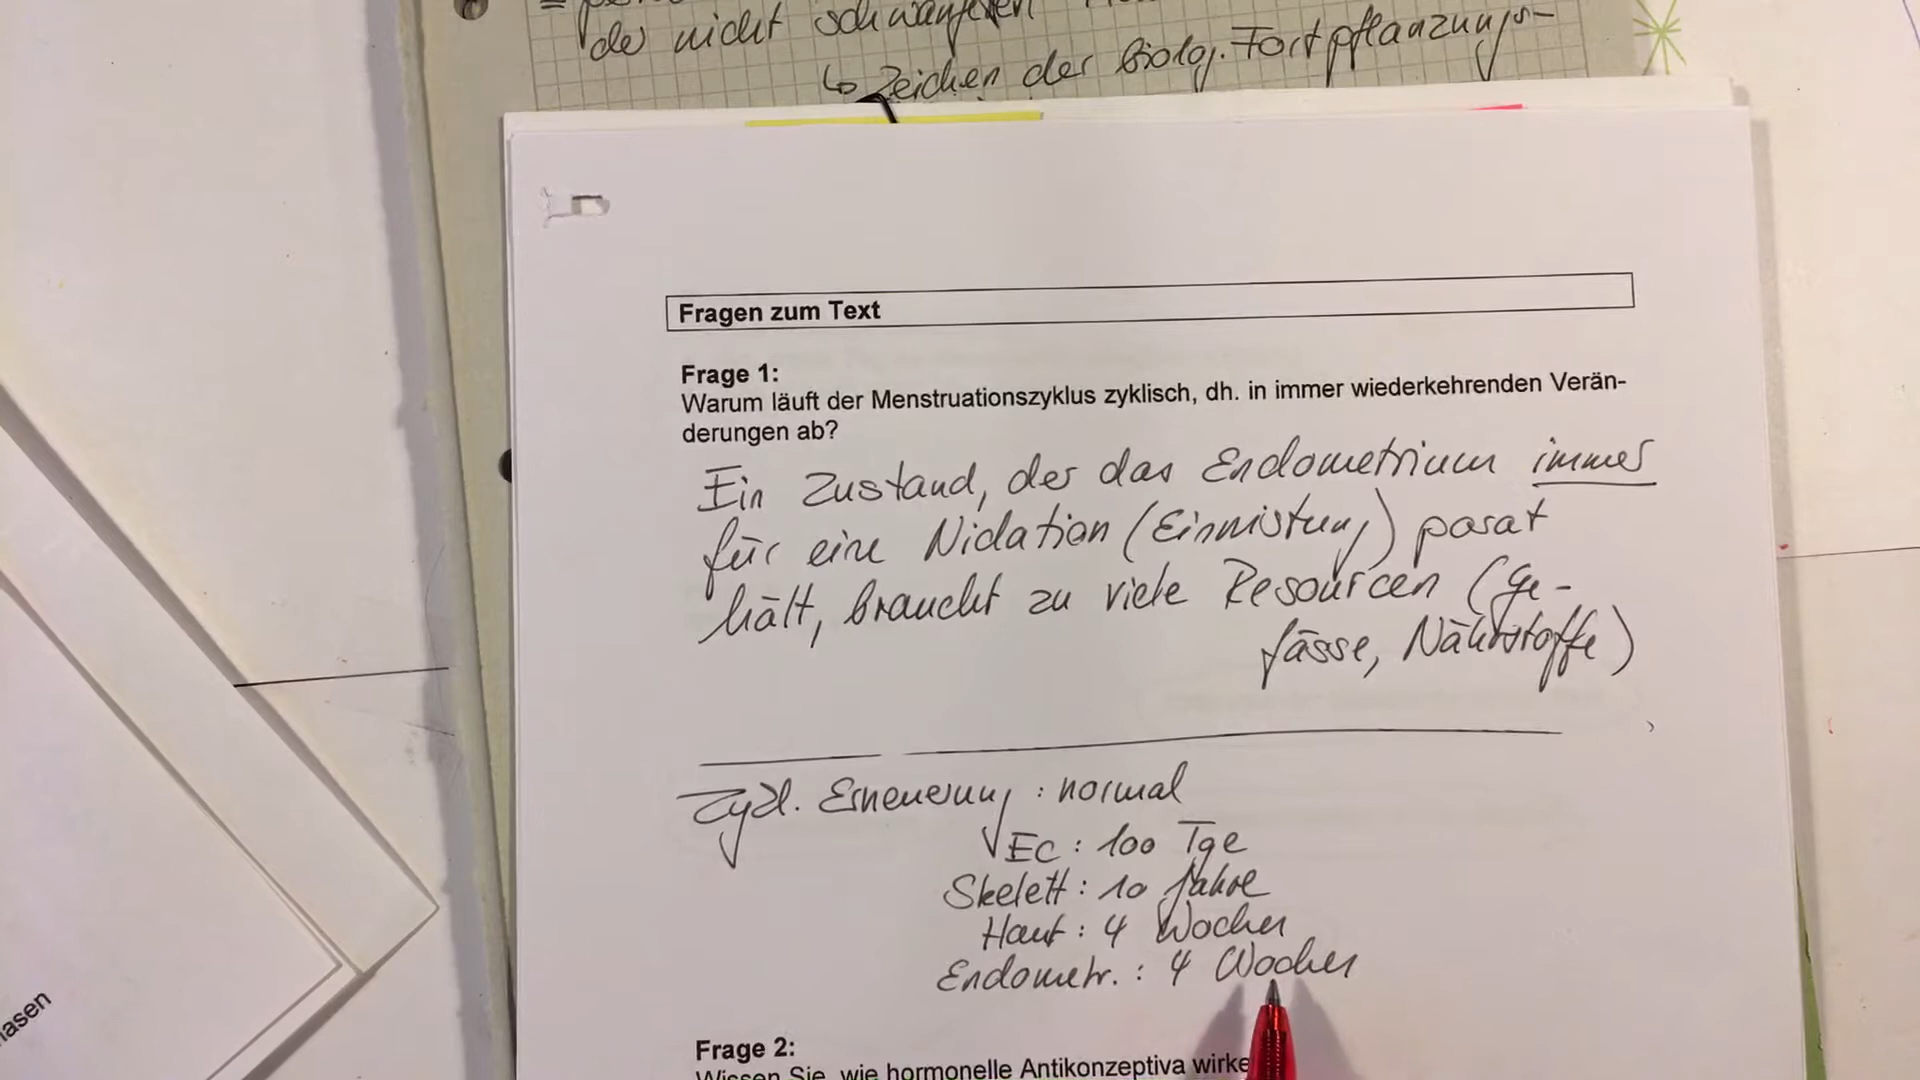 de nicht schwangeren
↳ Zeichen der biolog. Fortpflanzungs-
Fragen zum Text
Frage 1:
Warum läuft der Menstruationszyklus zyklisch, dh. in immer wiederkehrenden Verän-
derungen ab?
Ein Zustand, der das Endometrium immer
für eine Nidation (Einnistung) parat
hält, braucht zu viele Resourcen (Ge-
fässe, Nährstoffe)
Zykl. Erneuerung : normal
EC : 100 Tge
Skelett : 10 Jahre
Haut : 4 Wochen
Endometr. : 4 Wochen
Frage 2:
Wissen Sie, wie hormonelle Antikonzeptiva wirke
asen